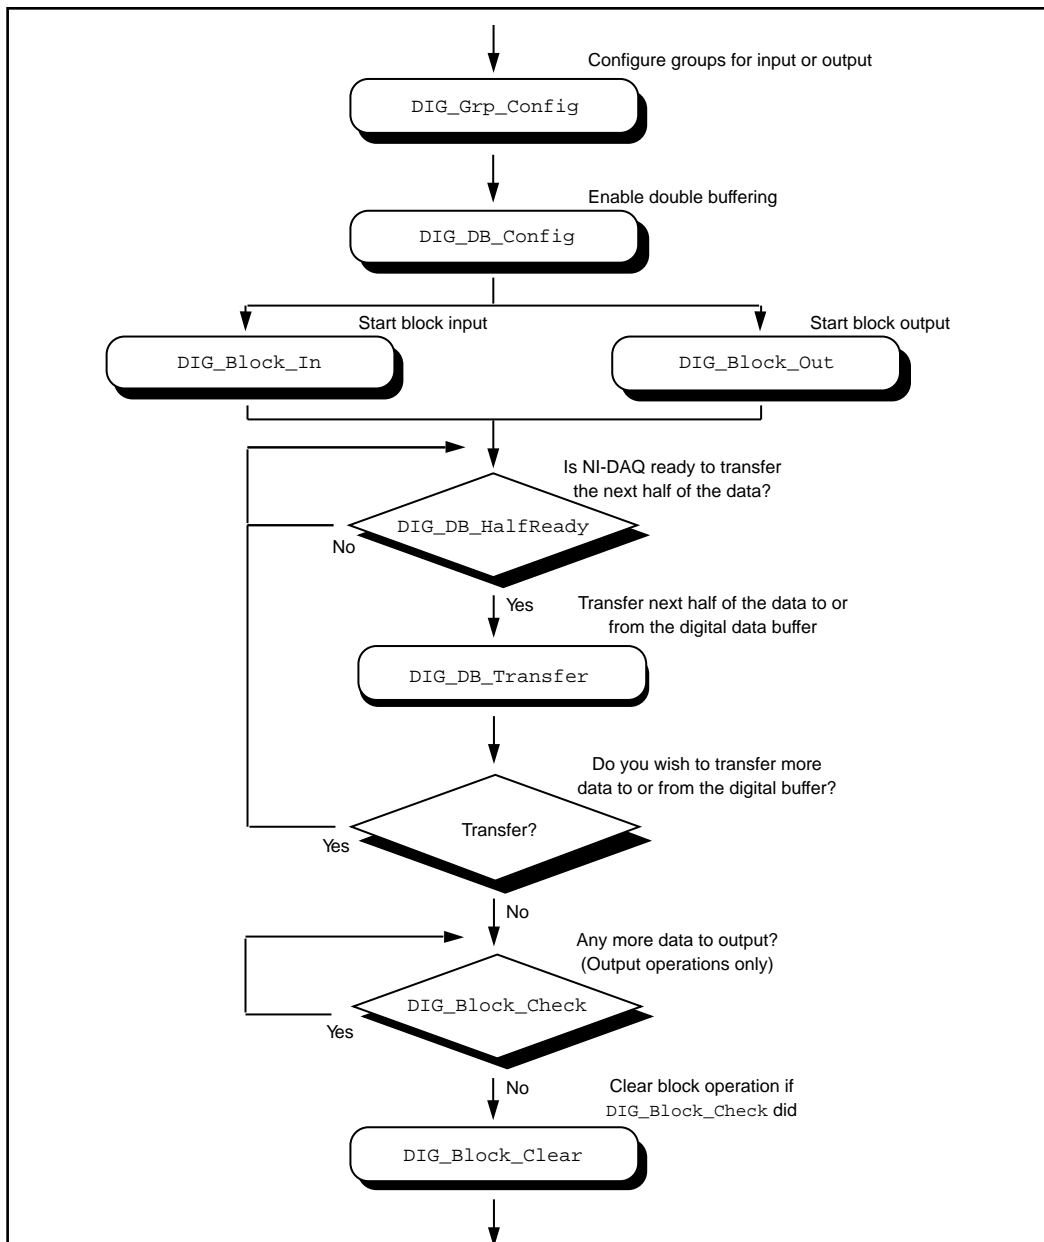 Configure groups for input or output
DIG_Grp_Config
Enable double buffering
DIG_DB_Config
Start block input
Start block output
DIG_Block_In
DIG_Block_Out
Is NI-DAQ ready to transfer
the next half of the data?
DIG_DB_HalfReady
No
Yes
Transfer next half of the data to or
from the digital data buffer
DIG_DB_Transfer
Do you wish to transfer more
data to or from the digital buffer?
Transfer?
Yes
No
Any more data to output?
(Output operations only)
DIG_Block_Check
Yes
No
Clear block operation if
DIG_Block_Check did
DIG_Block_Clear